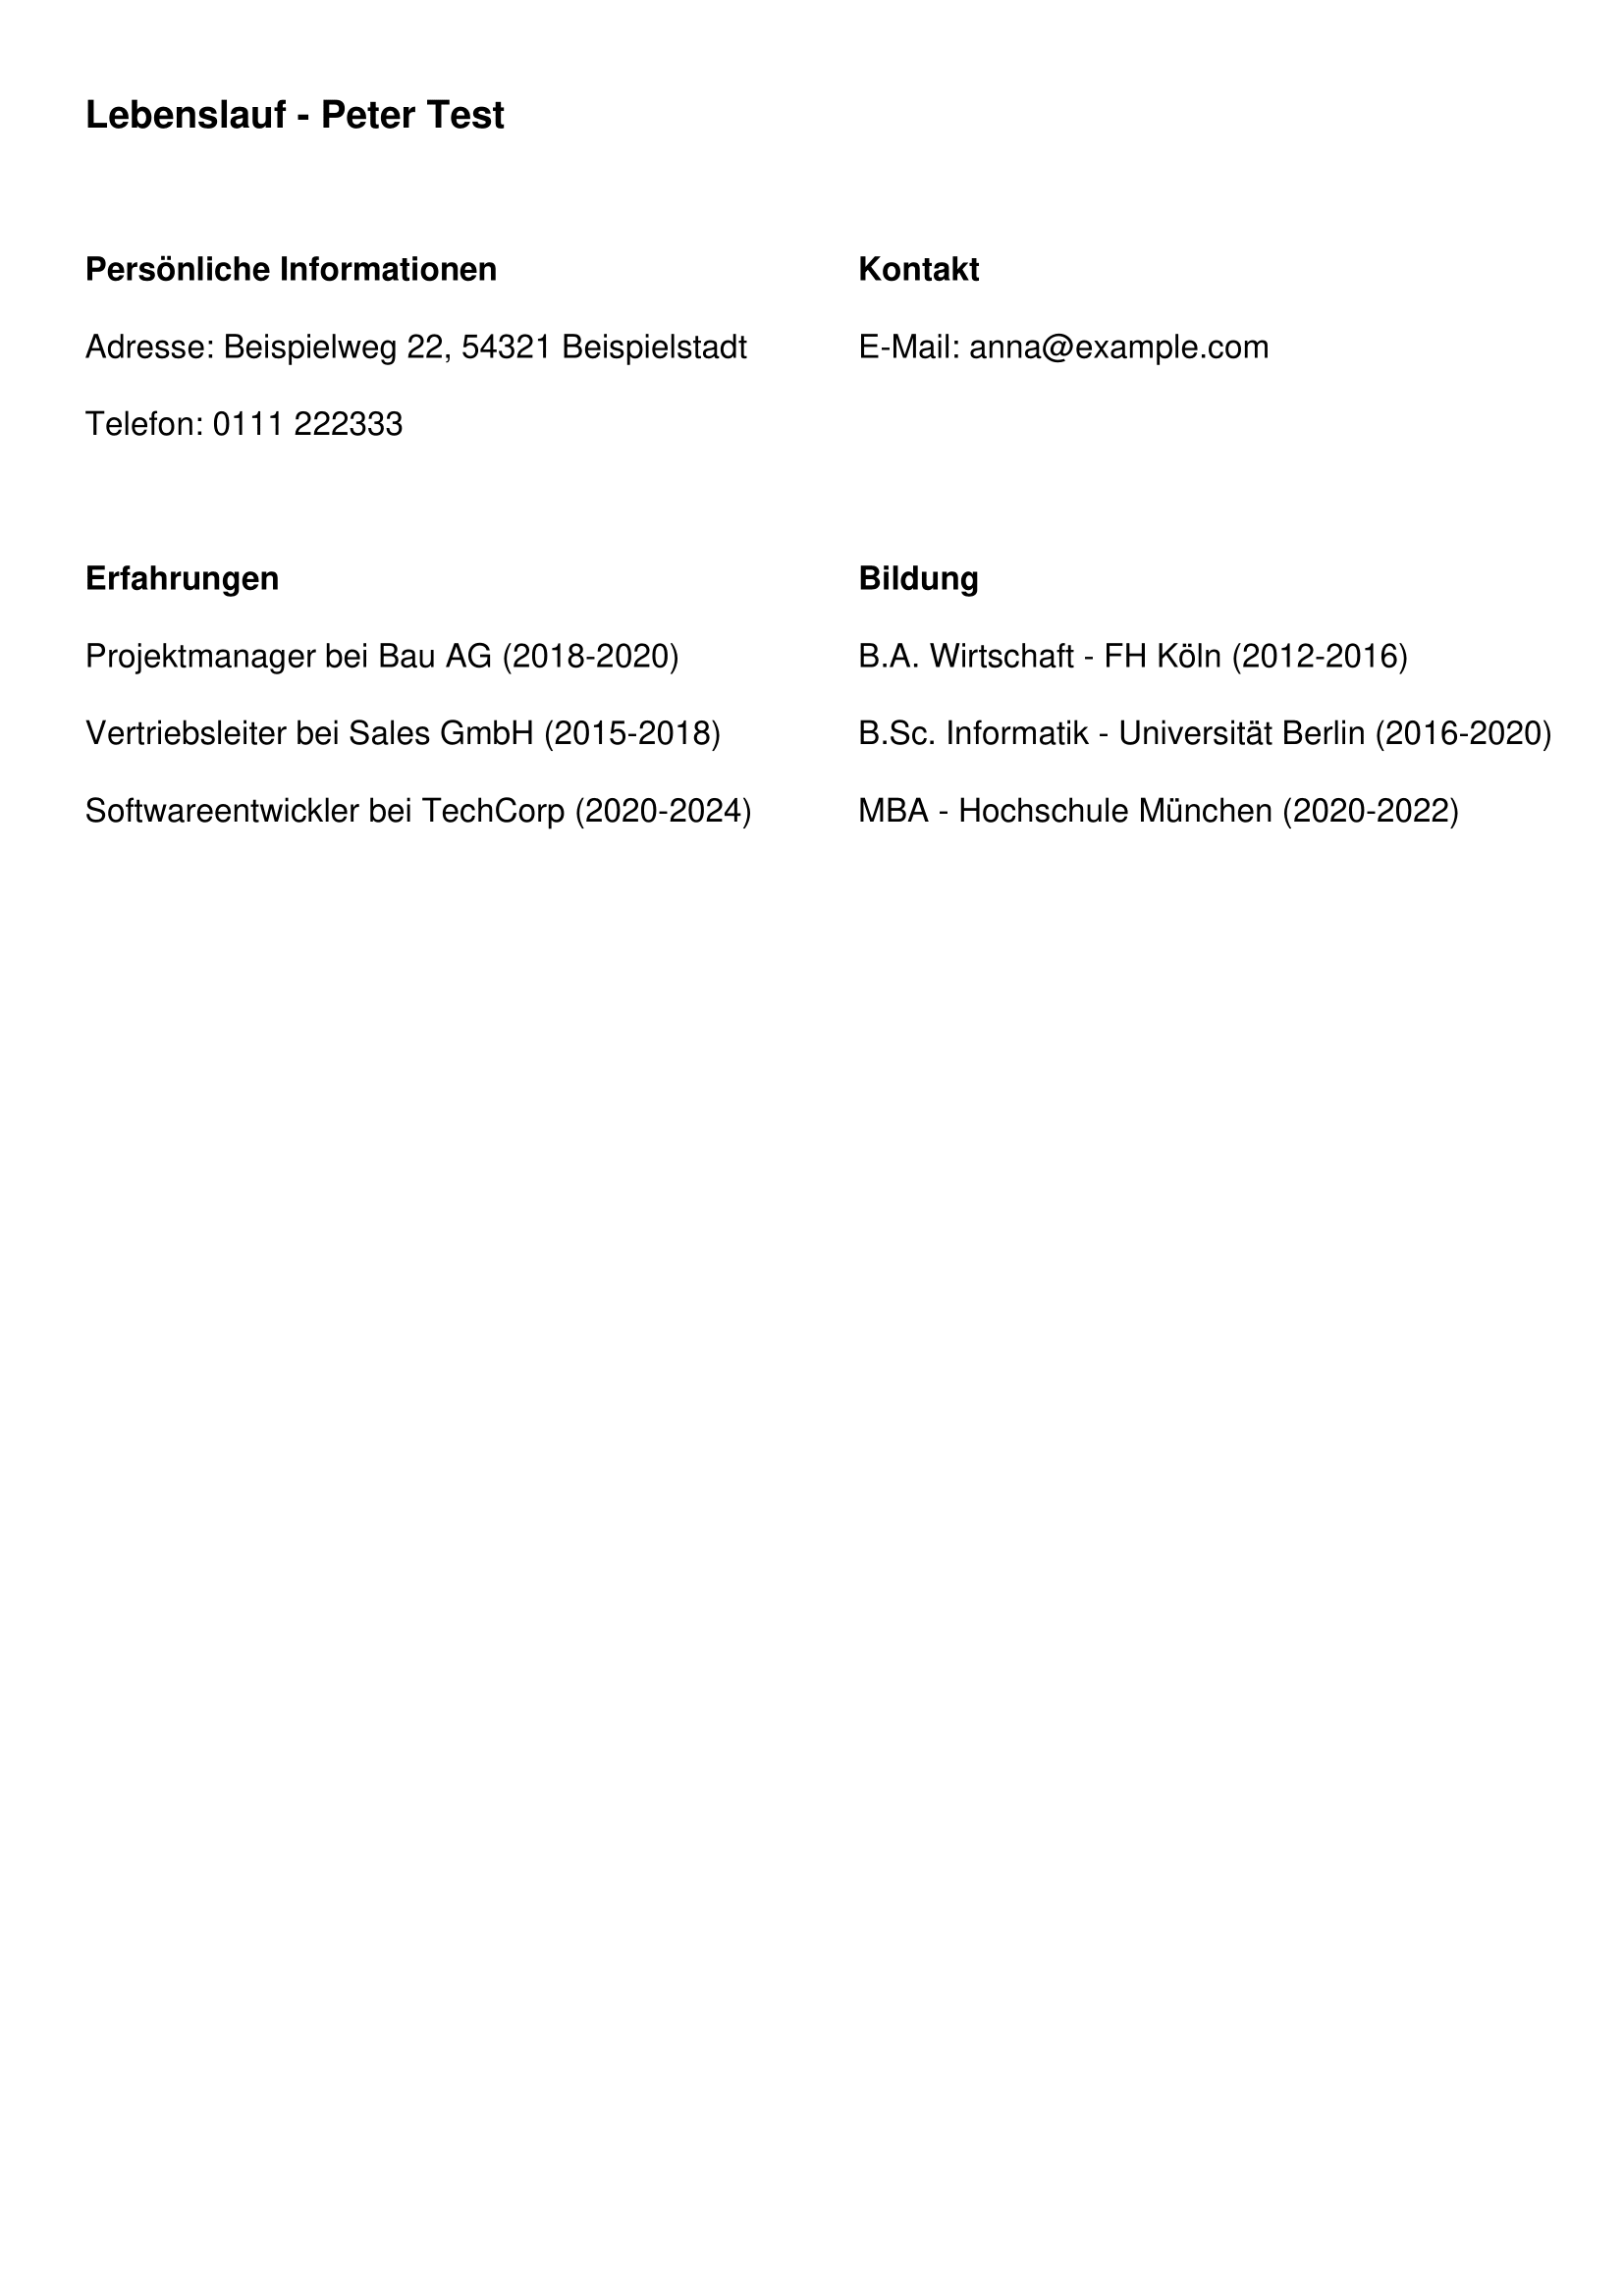 Lebenslauf - Peter Test
Persönliche Informationen
Adresse: Beispielweg 22, 54321 Beispielstadt
Telefon: 0111 222333
Kontakt
E-Mail: anna@example.com
Erfahrungen
Projektmanager bei Bau AG (2018-2020)
Vertriebsleiter bei Sales GmbH (2015-2018)
Softwareentwickler bei TechCorp (2020-2024)
Bildung
B.A. Wirtschaft - FH Köln (2012-2016)
B.Sc. Informatik - Universität Berlin (2016-2020)
MBA - Hochschule München (2020-2022)